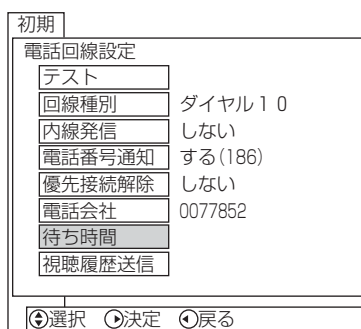 初期
電話回線設定
テスト
回線種別 ダイヤル１０
内線発信 しない
電話番号通知 する(186)
優先接続解除 しない
電話会社 0077852
待ち時間
視聴履歴送信
選択 決定 戻る